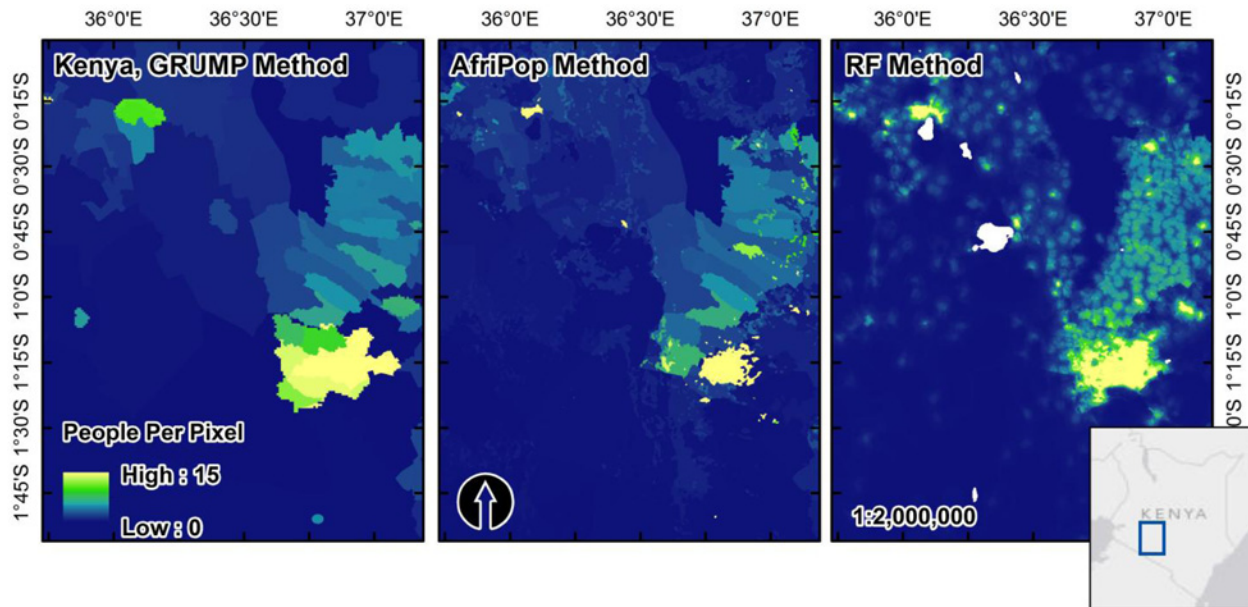 36°0'E 36°30'E 37°0'E 36°0'E 36°30'E 37°0'E 36°0'E 36°30'E 37°0'E
Kenya, GRUMP Method
AfriPop Method
RF Method
0°15'S
0°30'S
0°45'S
1°0'S
1°15'S
1°30'S
1°45'S
People Per Pixel
High : 15
Low : 0
1:2,000,000
0°15'S
0°30'S
0°45'S
1°0'S
1°15'S
0'S
KENYA